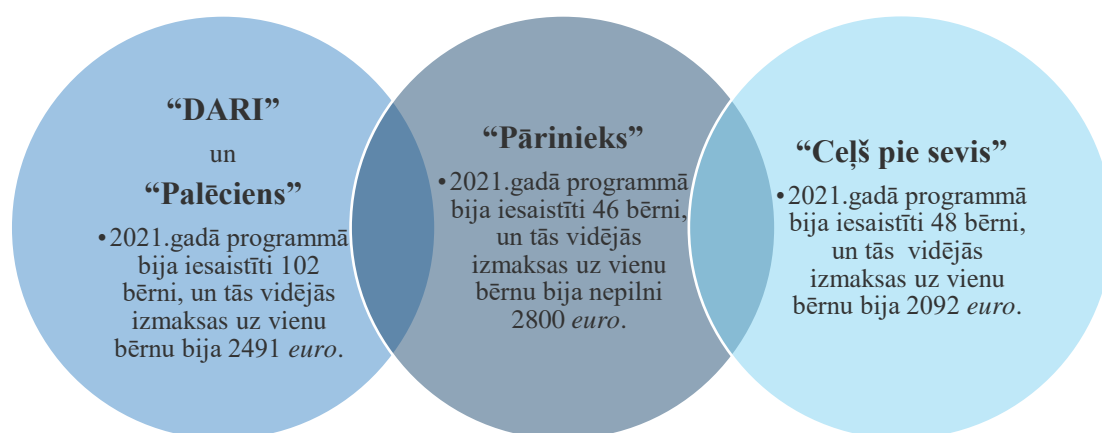 “DARI”
un
“Palēciens”
•2021.gadā programmā
bija iesaistīti 102
bērni, un tās vidējās
izmaksas uz vienu
bērnu bija 2491 euro.
“Pārinieks”
•2021.gadā programmā
bija iesaistīti 46 bērni,
un tās vidējās
izmaksas uz vienu
bērnu bija nepilni
2800 euro.
“Ceļš pie sevis”
•2021.gadā programmā
bija iesaistīti 48 bērni,
un tās vidējās
izmaksas uz vienu
bērnu bija 2092 euro.